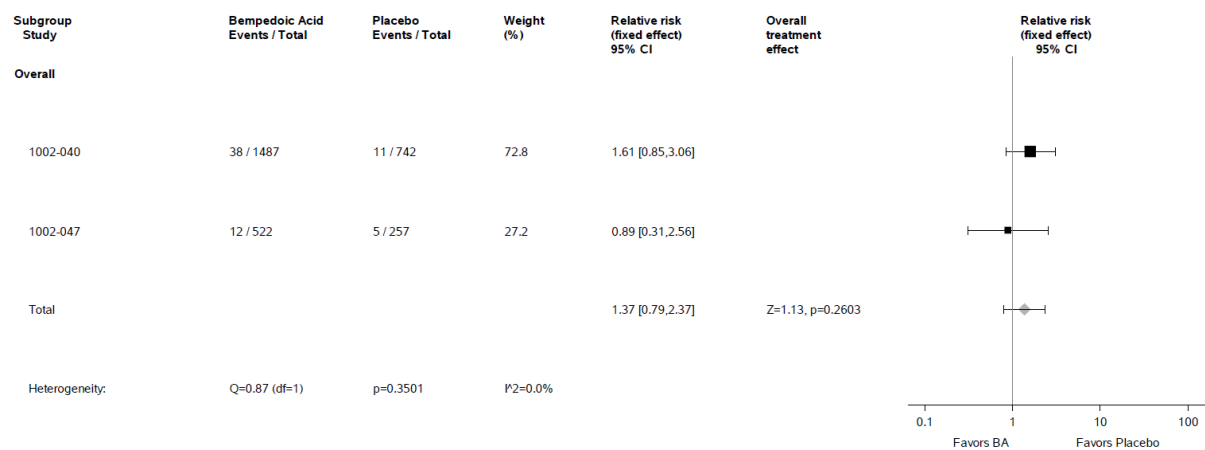 Subgroup Bempedoic Acid Placebo Weight Relative risk Overall Relative risk
Study Events / Total Events / Total (%) (fixed effect) treatment (fixed effect)
95% CI effect 95% CI
Overall
1002-040 38 / 1487 11 / 742 72.8 1.61 [0.85,3.06]
1002-047 12 / 522 5 / 257 27.2 0.89 [0.31,2.56]
Total 1.37 [0.79,2.37] Z=1.13, p=0.2603
Heterogeneity: Q=0.87 (df=1) p=0.3501 I^2=0.0%
0.1 1 10 100
Favors BA Favors Placebo